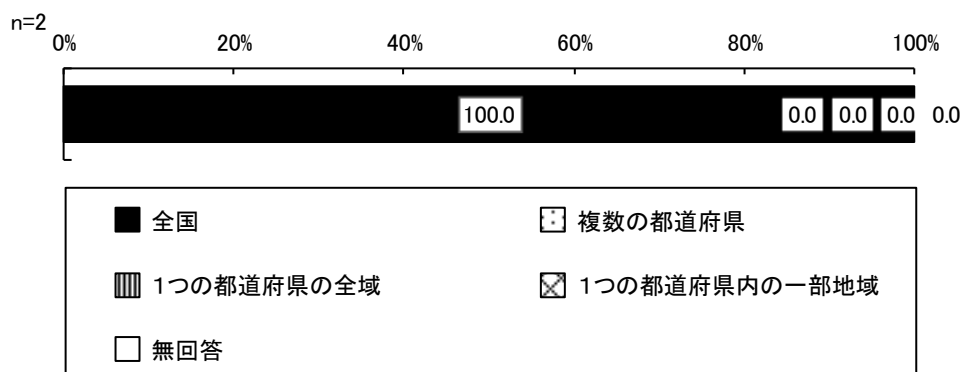 n=2
0% 20% 40% 60% 80% 100%
100.0 0.0 0.0 0.0 0.0
全国 複数の都道府県
1つの都道府県の全域 1つの都道府県内の一部地域
無回答